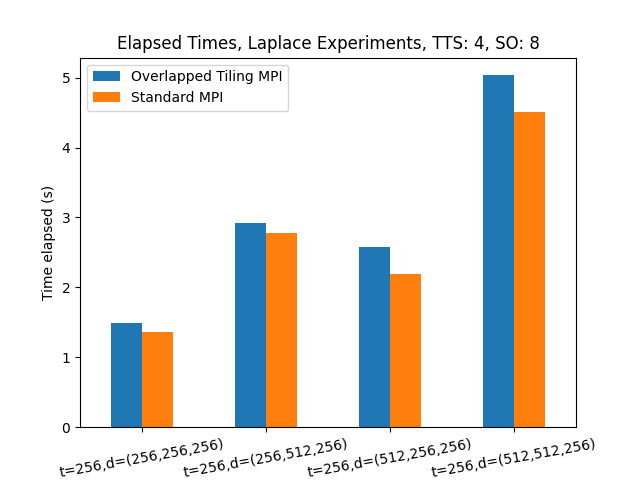 Elapsed Times, Laplace Experiments, TTS: 4, SO: 8
Overlapped Tiling MPI
Standard MPI
Time elapsed (s)
5
4
3
2
1
0
t=256,d=(256,256,256)
t=256,d=(256,512,256)
t=256,d=(512,256,256)
t=256,d=(512,512,256)